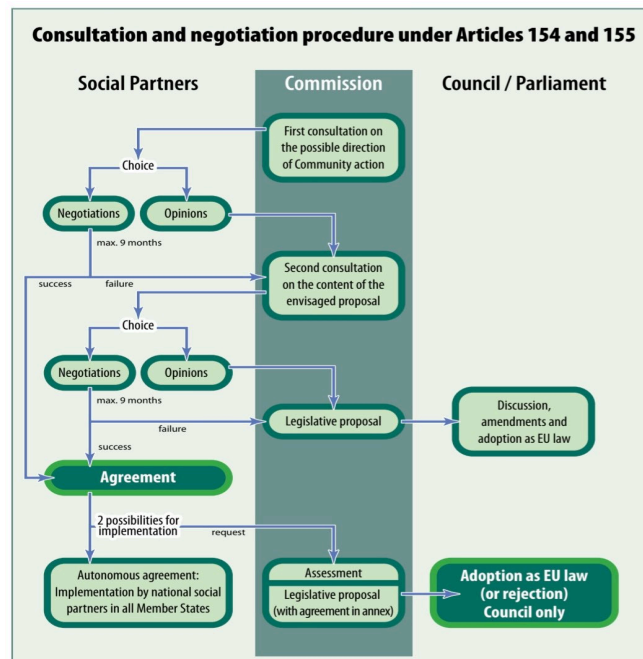 Consultation and negotiation procedure under Articles 154 and 155
Social Partners
Commission
Council / Parliament
First consultation on
the possible direction
of Community action
Choice
Negotiations
Opinions
max. 9 months
success
failure
Second consultation
on the content of the
envisaged proposal
Choice
Negotiations
Opinions
max. 9 months
failure
success
Legislative proposal
Discussion,
amendments and
adoption as EU law
Agreement
2 possibilities for
implementation
request
Autonomous agreement:
Implementation by national social
partners in all Member States
Assessment
Legislative proposal
(with agreement in annex)
Adoption as EU law
(or rejection)
Council only